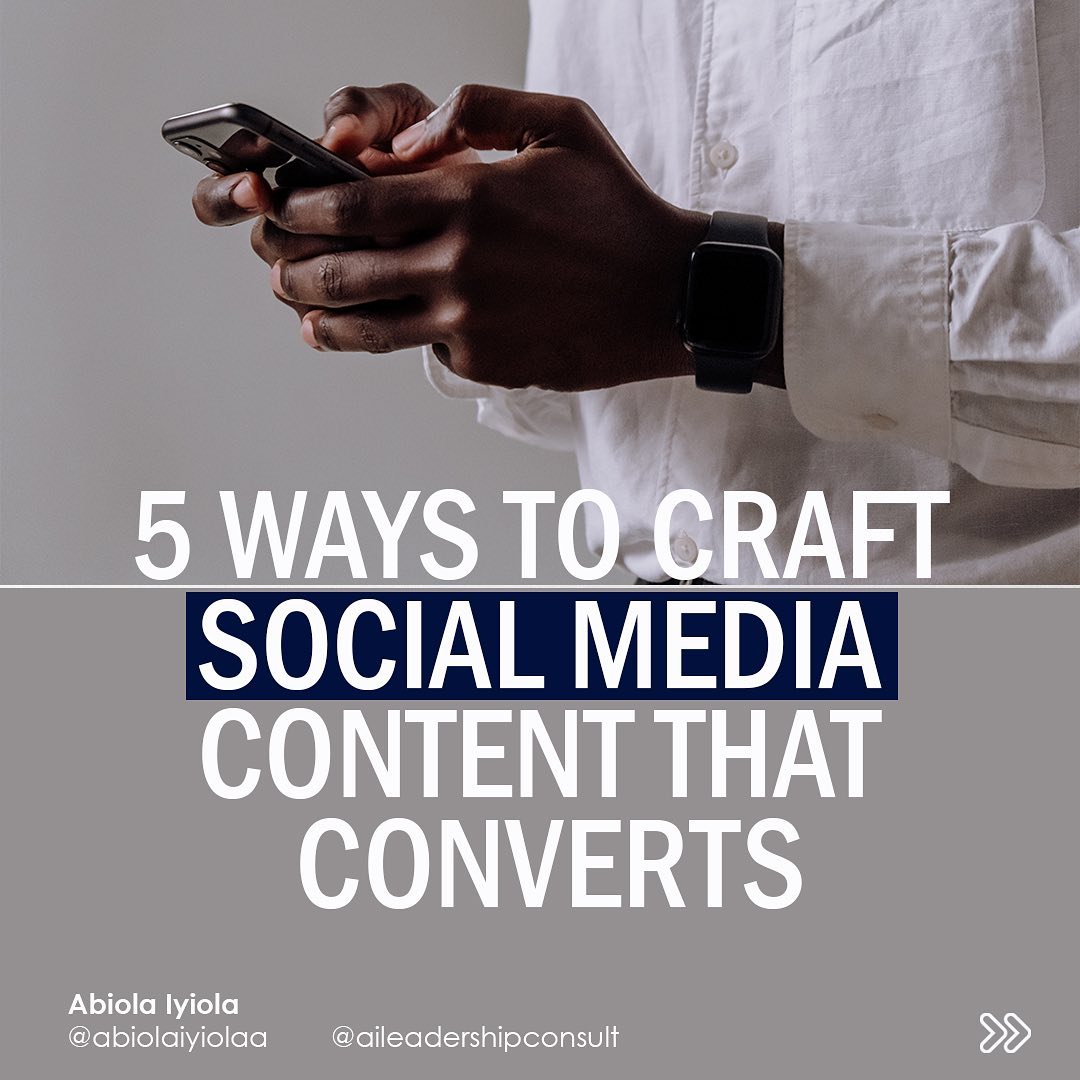 5 WAYS TO CRAFT
SOCIAL MEDIA
CONTENT THAT
CONVERTS
Abiola Iyiola
@abiolaiyiolaa @aileadershipconsult